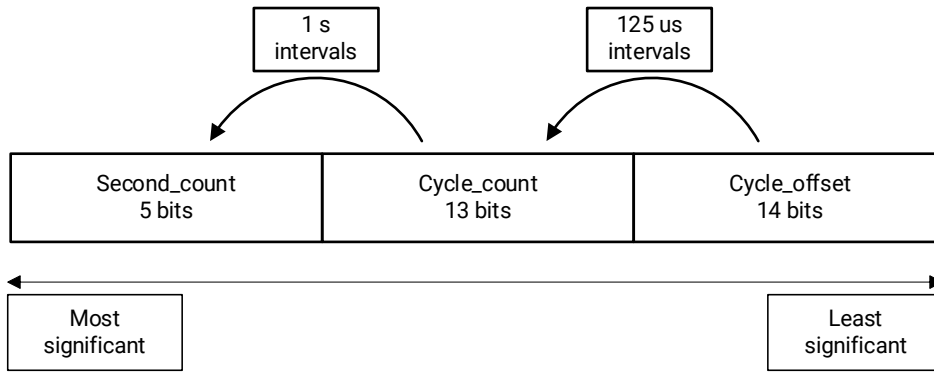 1 s
intervals
125 us
intervals
Second_count
5 bits
Cycle_count
13 bits
Cycle_offset
14 bits
Most
significant
Least
significant